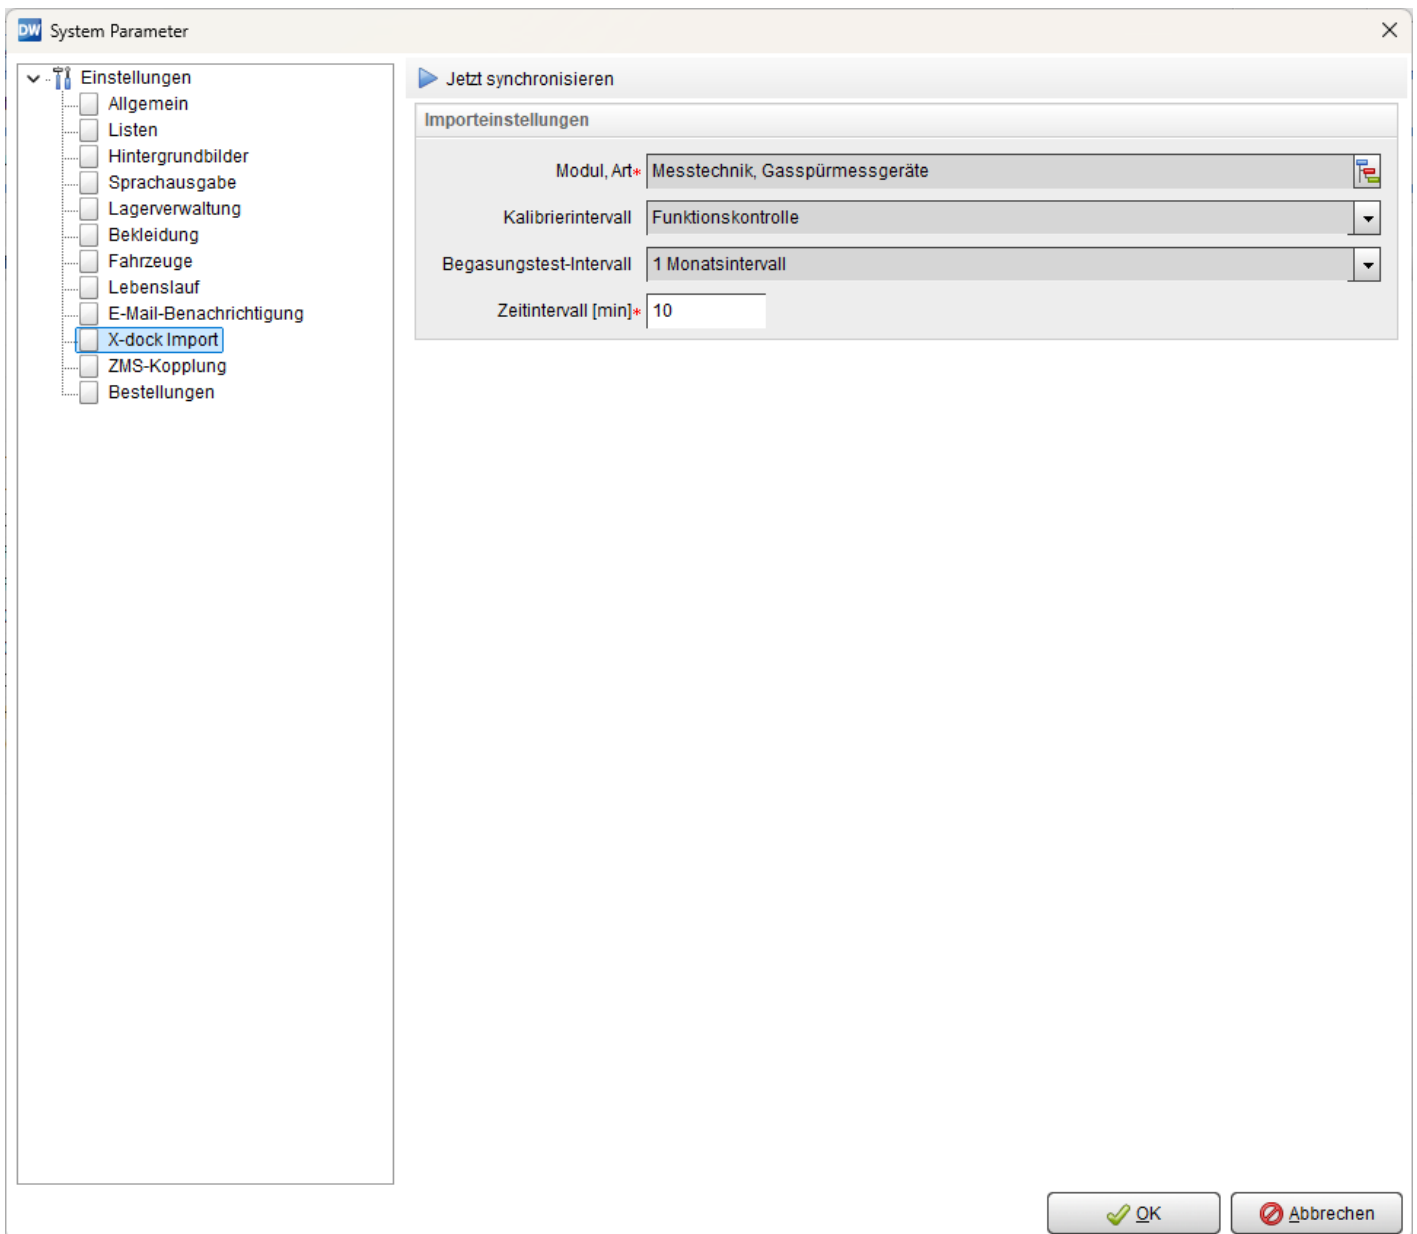 DW System Parameter
Einstellungen
Allgemein
Listen
Hintergrundbilder
Sprachausgabe
Lagerverwaltung
Bekleidung
Fahrzeuge
Lebenslauf
E-Mail-Benachrichtigung
X-dock Import
ZMS-Kopplung
Bestellungen
Jetzt synchronisieren
Importeinstellungen
Modul, Art* Messtechnik, Gasspürmessgeräte
Kalibrierintervall Funktionskontrolle
Begasungstest-Intervall 1 Monatsintervall
Zeitintervall [min]* 10
OK Abbrechen